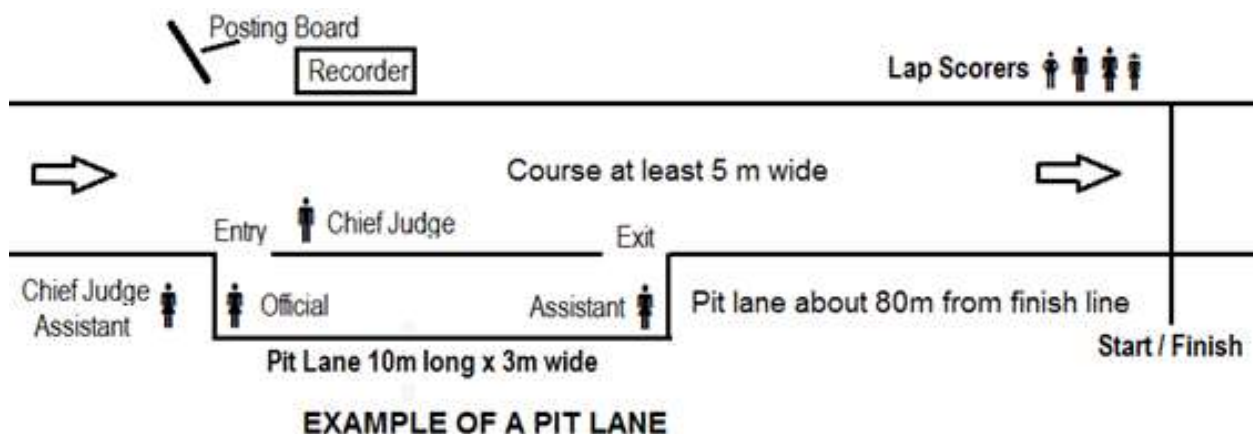 Posting Board
Recorder
Lap Scorers
Course at least 5 m wide
Entry
Chief Judge
Exit
Chief Judge
Assistant
Official
Assistant
Pit lane about 80m from finish line
Start / Finish
Pit Lane 10m long x 3m wide
EXAMPLE OF A PIT LANE